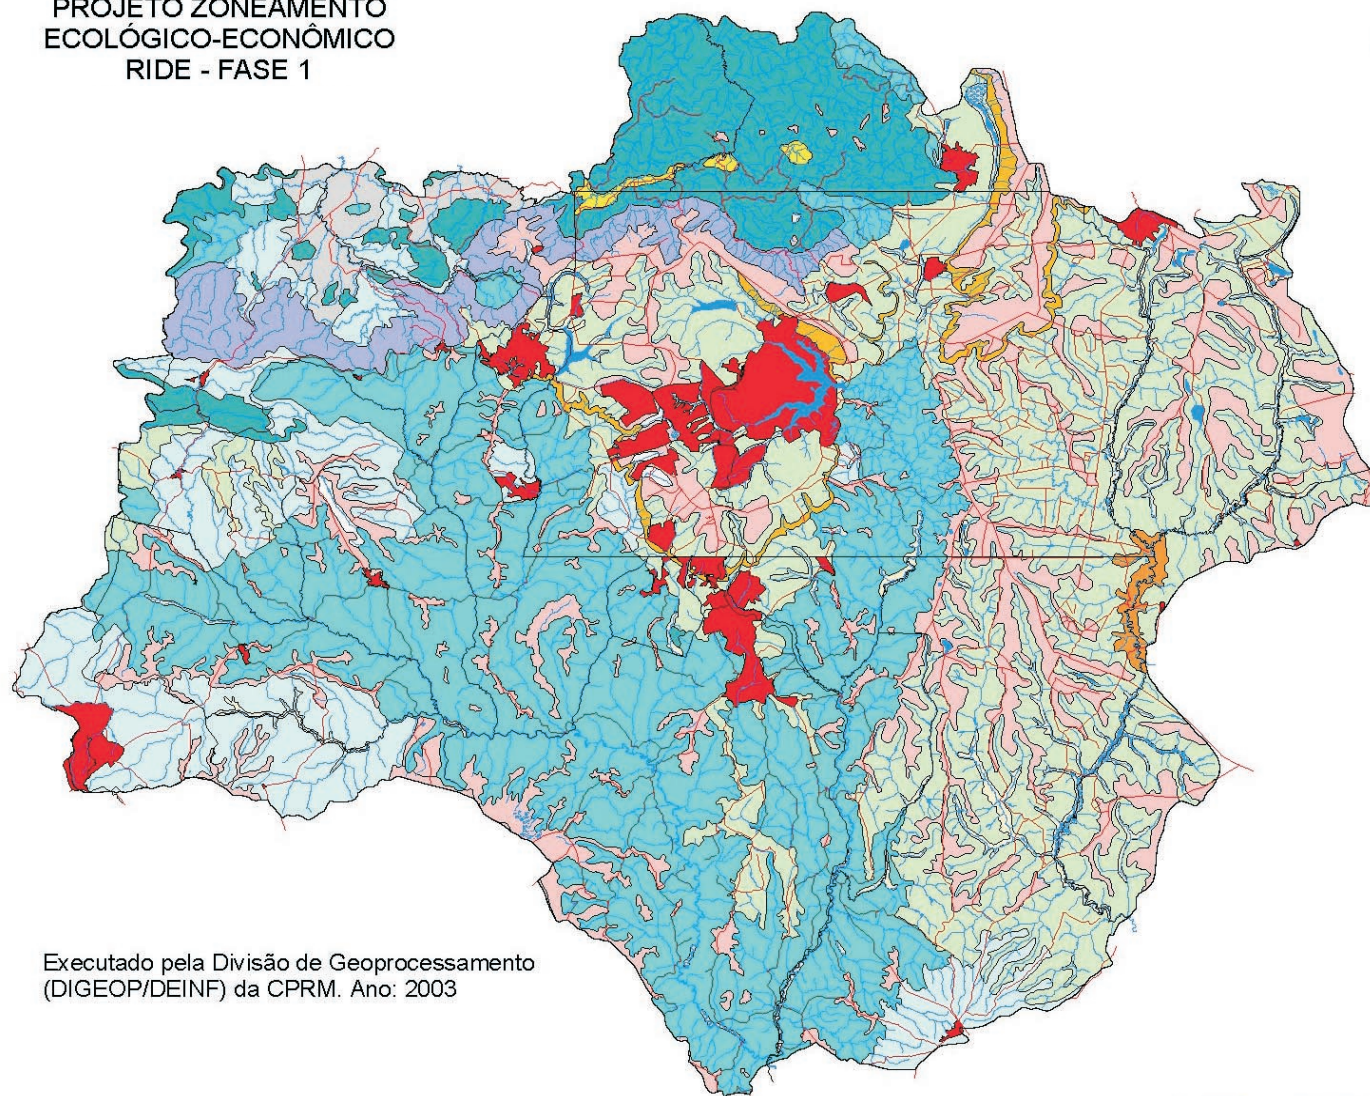 PROJETO ZONEAMENTO
ECOLÓGICO-ECONÔMICO
RIDE - FASE 1
Executado pela Divisão de Geoprocessamento
(DIGEOP/DEINF) da CPRM. Ano: 2003